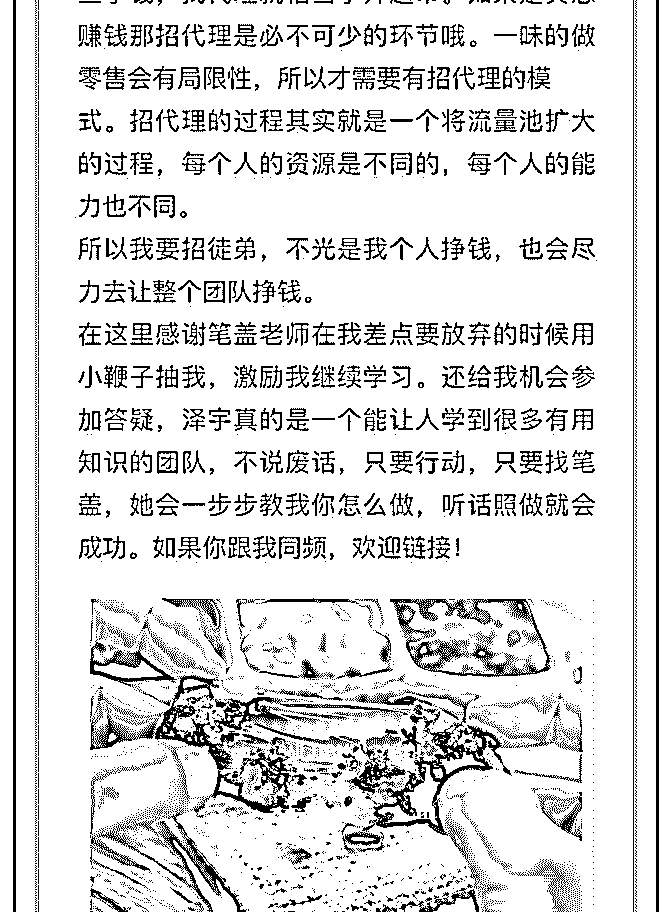 赚钱那招代理是必不可少的环节哦。一味的做
零售会有局限性，所以才需要有招代理的模
式。招代理的过程其实就是一个将流量池扩大
的过程，每个人的资源是不同的，每个人的能
力也不同。
所以我要招徒弟，不光是我个人挣钱，也会尽
力去让整个团队挣钱。
在这里感谢笔盖老师在我差点要放弃的时候用
小鞭子抽我，激励我继续学习。还给我机会参
加答疑，泽宇真的是一个能让人学到很多有用
知识的团队，不说废话，只要行动，只要找笔
盖，她会一步步教我你怎么做，听话照做就会
成功。如果你跟我同频，欢迎链接！